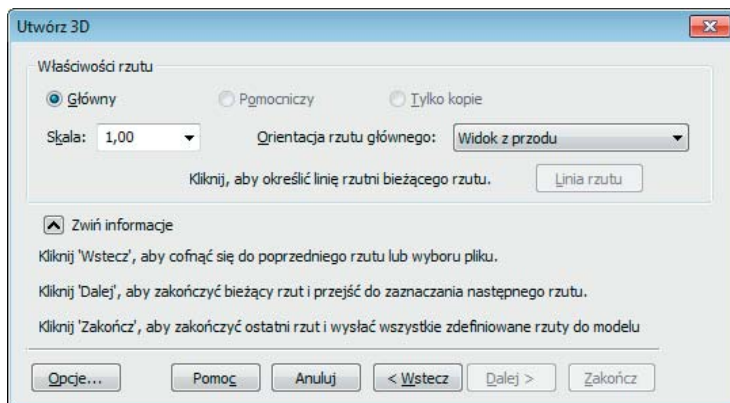 Utwórz 3D
Właściwości rzutu
Główny Pomocniczy Tylko kopie
Skala: 1,00 Orientacja rzutu głównego: Widok z przodu
Kliknij, aby określić linię rzutni bieżącego rzutu. Linia rzutu
Zwiń informacje
Kliknij 'Wstecz', aby cofnąć się do poprzedniego rzutu lub wyboru pliku.
Kliknij 'Dalej', aby zakończyć bieżący rzut i przejść do zaznaczania następnego rzutu.
Kliknij 'Zakończ', aby zakończyć ostatni rzut i wysłać wszystkie zdefiniowane rzuty do modelu
Opcje... Pomoc Anuluj < Wstecz Dalej > Zakończ